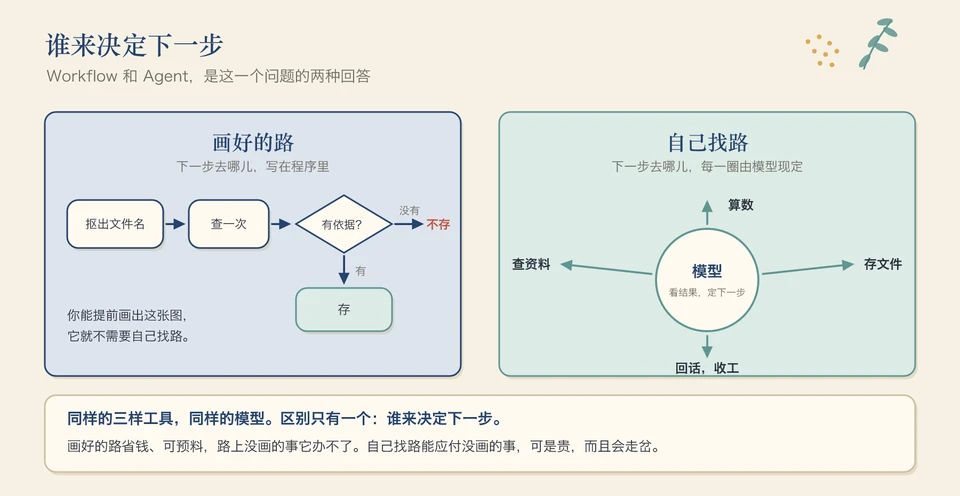 谁来决定下一步
Workflow 和 Agent，是这一个问题的两种回答
画好的路
下一步去哪儿，写在程序里
抠出文件名
查一次
有依据？
没有
不存
有
存
你能提前画出这张图，
它就不需要自己找路。
自己找路
下一步去哪儿，每一圈由模型现定
算数
查资料
模型
看结果，定下一步
存文件
回话，收工
同样的三样工具，同样的模型。区别只有一个：谁来决定下一步。
画好的路省钱、可预料，路上没画的事它办不了。自己找路能应付没画的事，可是贵，而且会走岔。